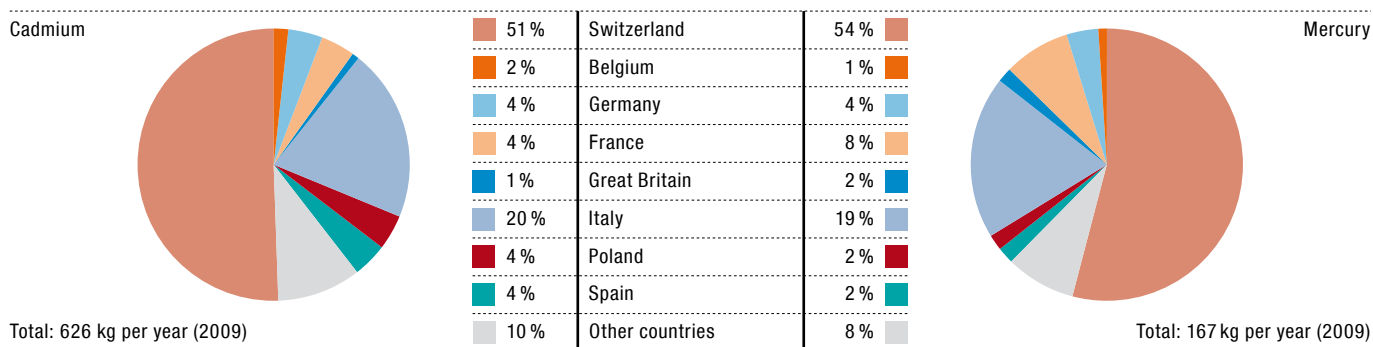 Cadmium
51 % Switzerland 54 %
Mercury
2 % Belgium 1 %
4 % Germany 4 %
4 % France 8 %
1 % Great Britain 2 %
20 % Italy 19 %
4 % Poland 2 %
4 % Spain 2 %
10 % Other countries 8 %
Total: 626 kg per year (2009)
Total: 167 kg per year (2009)